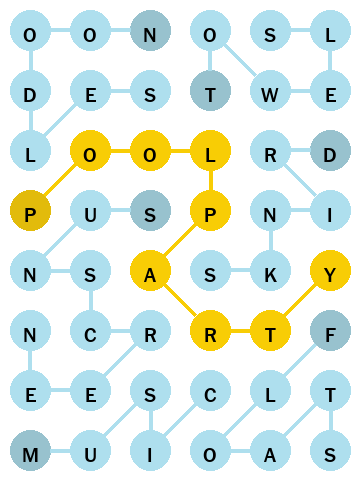 O O N O S L
D E S T W E
L O O L R D
P U S P N I
N S A S K Y
N C R R T F
E E S C L T
M U I O A S